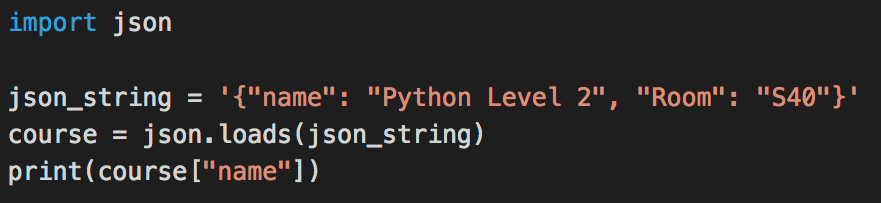 import json
json_string = '{"name": "Python Level 2", "Room": "S40"}'
course = json.loads(json_string)
print(course["name"])